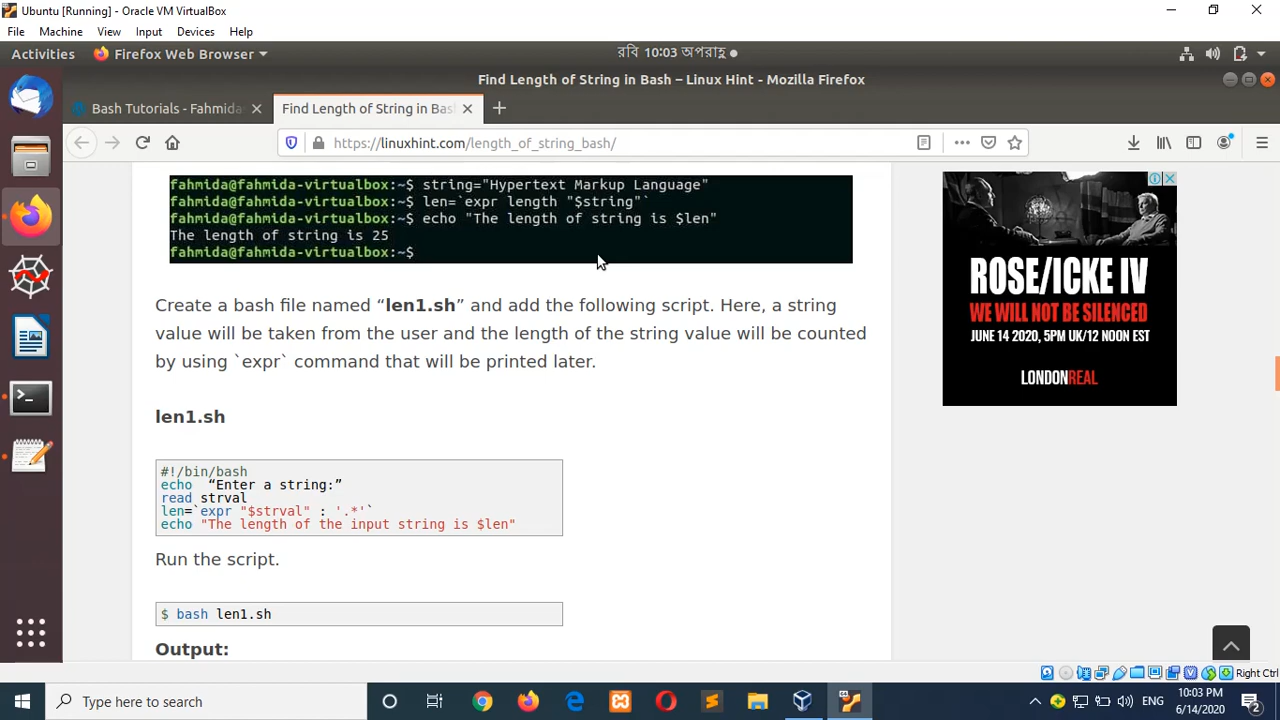 Ubuntu [Running] - Oracle VM VirtualBox
File Machine View Input Devices Help
Activities Firefox Web Browser রবি 10:03 অপরাহ্ণ
Find Length of String in Bash – Linux Hint - Mozilla Firefox
Bash Tutorials - Fahmida Find Length of String in Bas
https://linuxhint.com/length_of_string_bash/
fahmida@fahmida-virtualbox:~$ string="Hypertext Markup Language"
fahmida@fahmida-virtualbox:~$ len=`expr length "$string"`
fahmida@fahmida-virtualbox:~$ echo "The length of string is $len"
The length of string is 25
fahmida@fahmida-virtualbox:~$
Create a bash file named “len1.sh” and add the following script. Here, a string
value will be taken from the user and the length of the string value will be counted
by using `expr` command that will be printed later.
len1.sh
#!/bin/bash
echo  “Enter a string:”
read strval
len=`expr "$strval" : '.*'`
echo "The length of the input string is $len"
Run the script.
$ bash len1.sh
Output:
ROSE/ICKE IV
WE WILL NOT BE SILENCED
JUNE 14 2020, 5PM UK/12 NOON EST
LONDONREAL
Right Ctrl
Type here to search
ENG
10:03 PM
6/14/2020
2